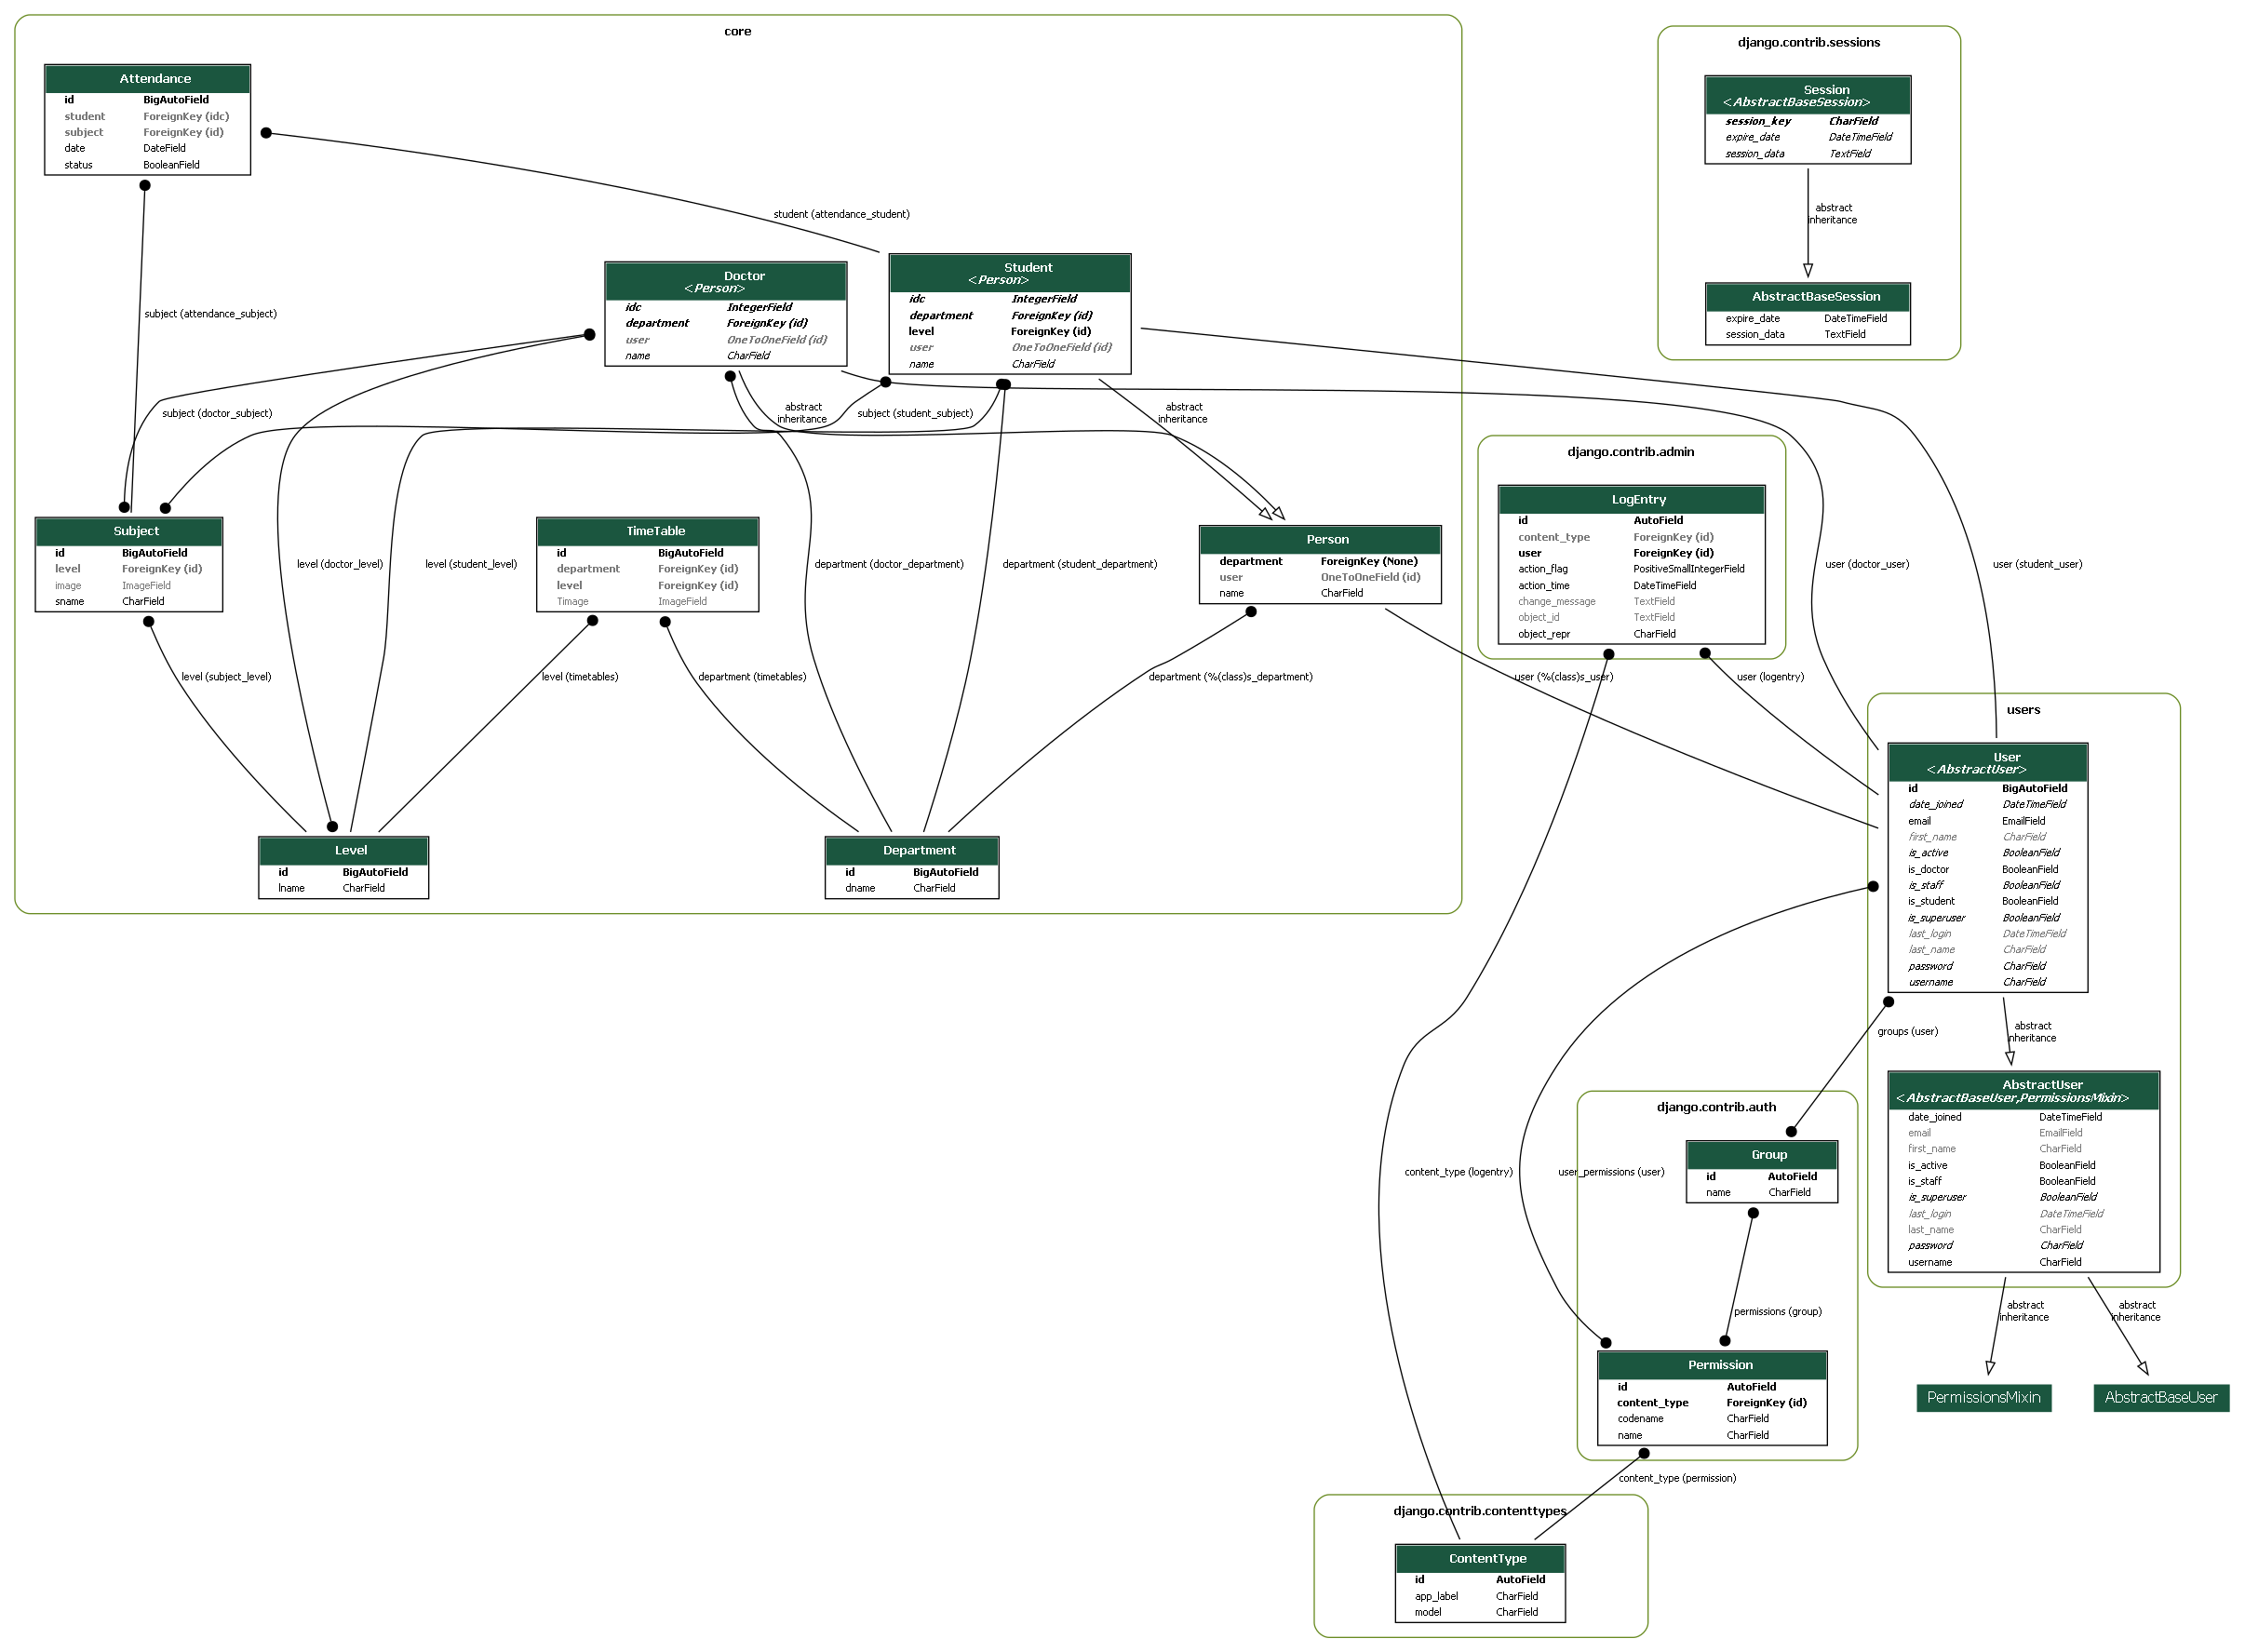 core
Attendance
id BigAutoField
student ForeignKey (idc)
subject ForeignKey (id)
date DateField
status BooleanField
student (attendance_student)
subject (attendance_subject)
Doctor
<Person>
idc IntegerField
department ForeignKey (id)
user OneToOneField (id)
name CharField
Student
<Person>
idc IntegerField
department ForeignKey (id)
level ForeignKey (id)
user OneToOneField (id)
name CharField
subject (doctor_subject)
abstract
inheritance
subject (student_subject)
abstract
inheritance
Subject
id BigAutoField
level ForeignKey (id)
image ImageField
sname CharField
level (doctor_level)
level (student_level)
TimeTable
id BigAutoField
department ForeignKey (id)
level ForeignKey (id)
Timage ImageField
department (doctor_department)
department (student_department)
Person
department ForeignKey (None)
user OneToOneField (id)
name CharField
level (subject_level)
level (timetables)
department (timetables)
department (%(class)s_department)
user (%(class)s_user)
Level
id BigAutoField
lname CharField
Department
id BigAutoField
dname CharField
django.contrib.sessions
Session
<AbstractBaseSession>
session_key CharField
expire_date DateTimeField
session_data TextField
abstract
inheritance
AbstractBaseSession
expire_date DateTimeField
session_data TextField
django.contrib.admin
LogEntry
id AutoField
content_type ForeignKey (id)
user ForeignKey (id)
action_flag PositiveSmallIntegerField
action_time DateTimeField
change_message TextField
object_id TextField
object_repr CharField
user (doctor_user)
user (student_user)
user (logentry)
users
User
<AbstractUser>
id BigAutoField
date_joined DateTimeField
email EmailField
first_name CharField
is_active BooleanField
is_doctor BooleanField
is_staff BooleanField
is_student BooleanField
is_superuser BooleanField
last_login DateTimeField
last_name CharField
password CharField
username CharField
groups (user)
abstract
inheritance
AbstractUser
<AbstractBaseUser,PermissionsMixin>
date_joined DateTimeField
email EmailField
first_name CharField
is_active BooleanField
is_staff BooleanField
is_superuser BooleanField
last_login DateTimeField
last_name CharField
password CharField
username CharField
django.contrib.auth
Group
id AutoField
name CharField
content_type (logentry)
user_permissions (user)
permissions (group)
abstract
inheritance
abstract
inheritance
Permission
id AutoField
content_type ForeignKey (id)
codename CharField
name CharField
PermissionsMixin
AbstractBaseUser
content_type (permission)
django.contrib.contenttypes
ContentType
id AutoField
app_label CharField
model CharField